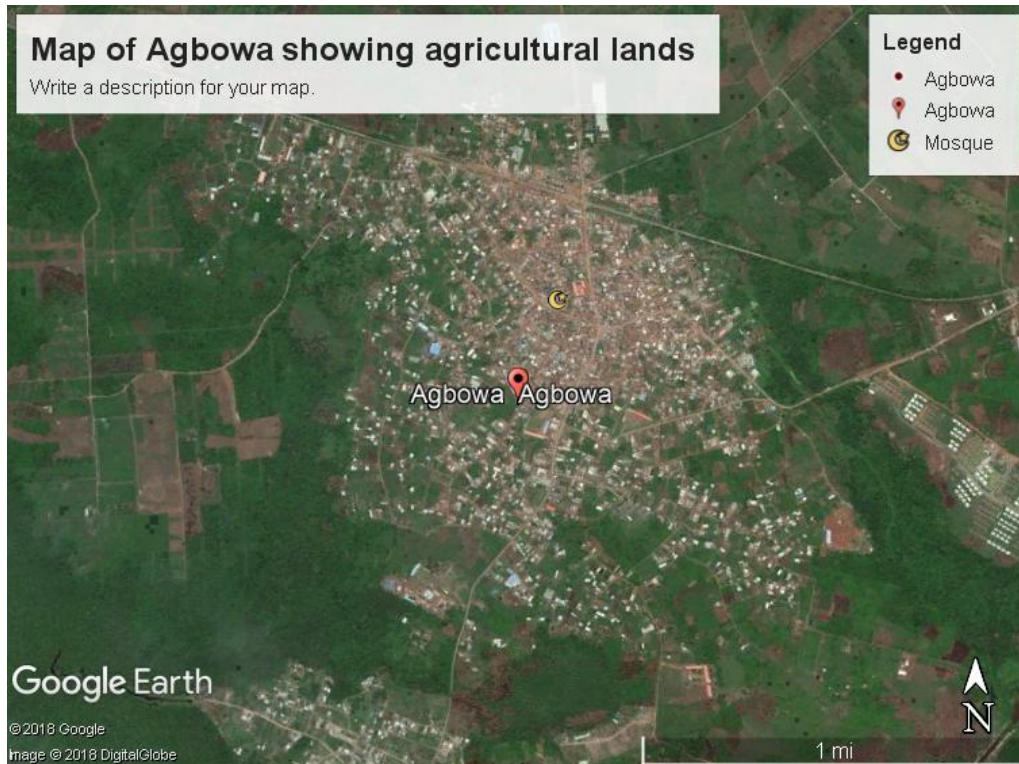 Map of Agbowa showing agricultural lands
Write a description for your map.
Legend
Agbowa
Agbowa
Mosque
Agbowa Agbowa
Google Earth
©2018 Google
Image © 2018 DigitalGlobe
N
1 mi